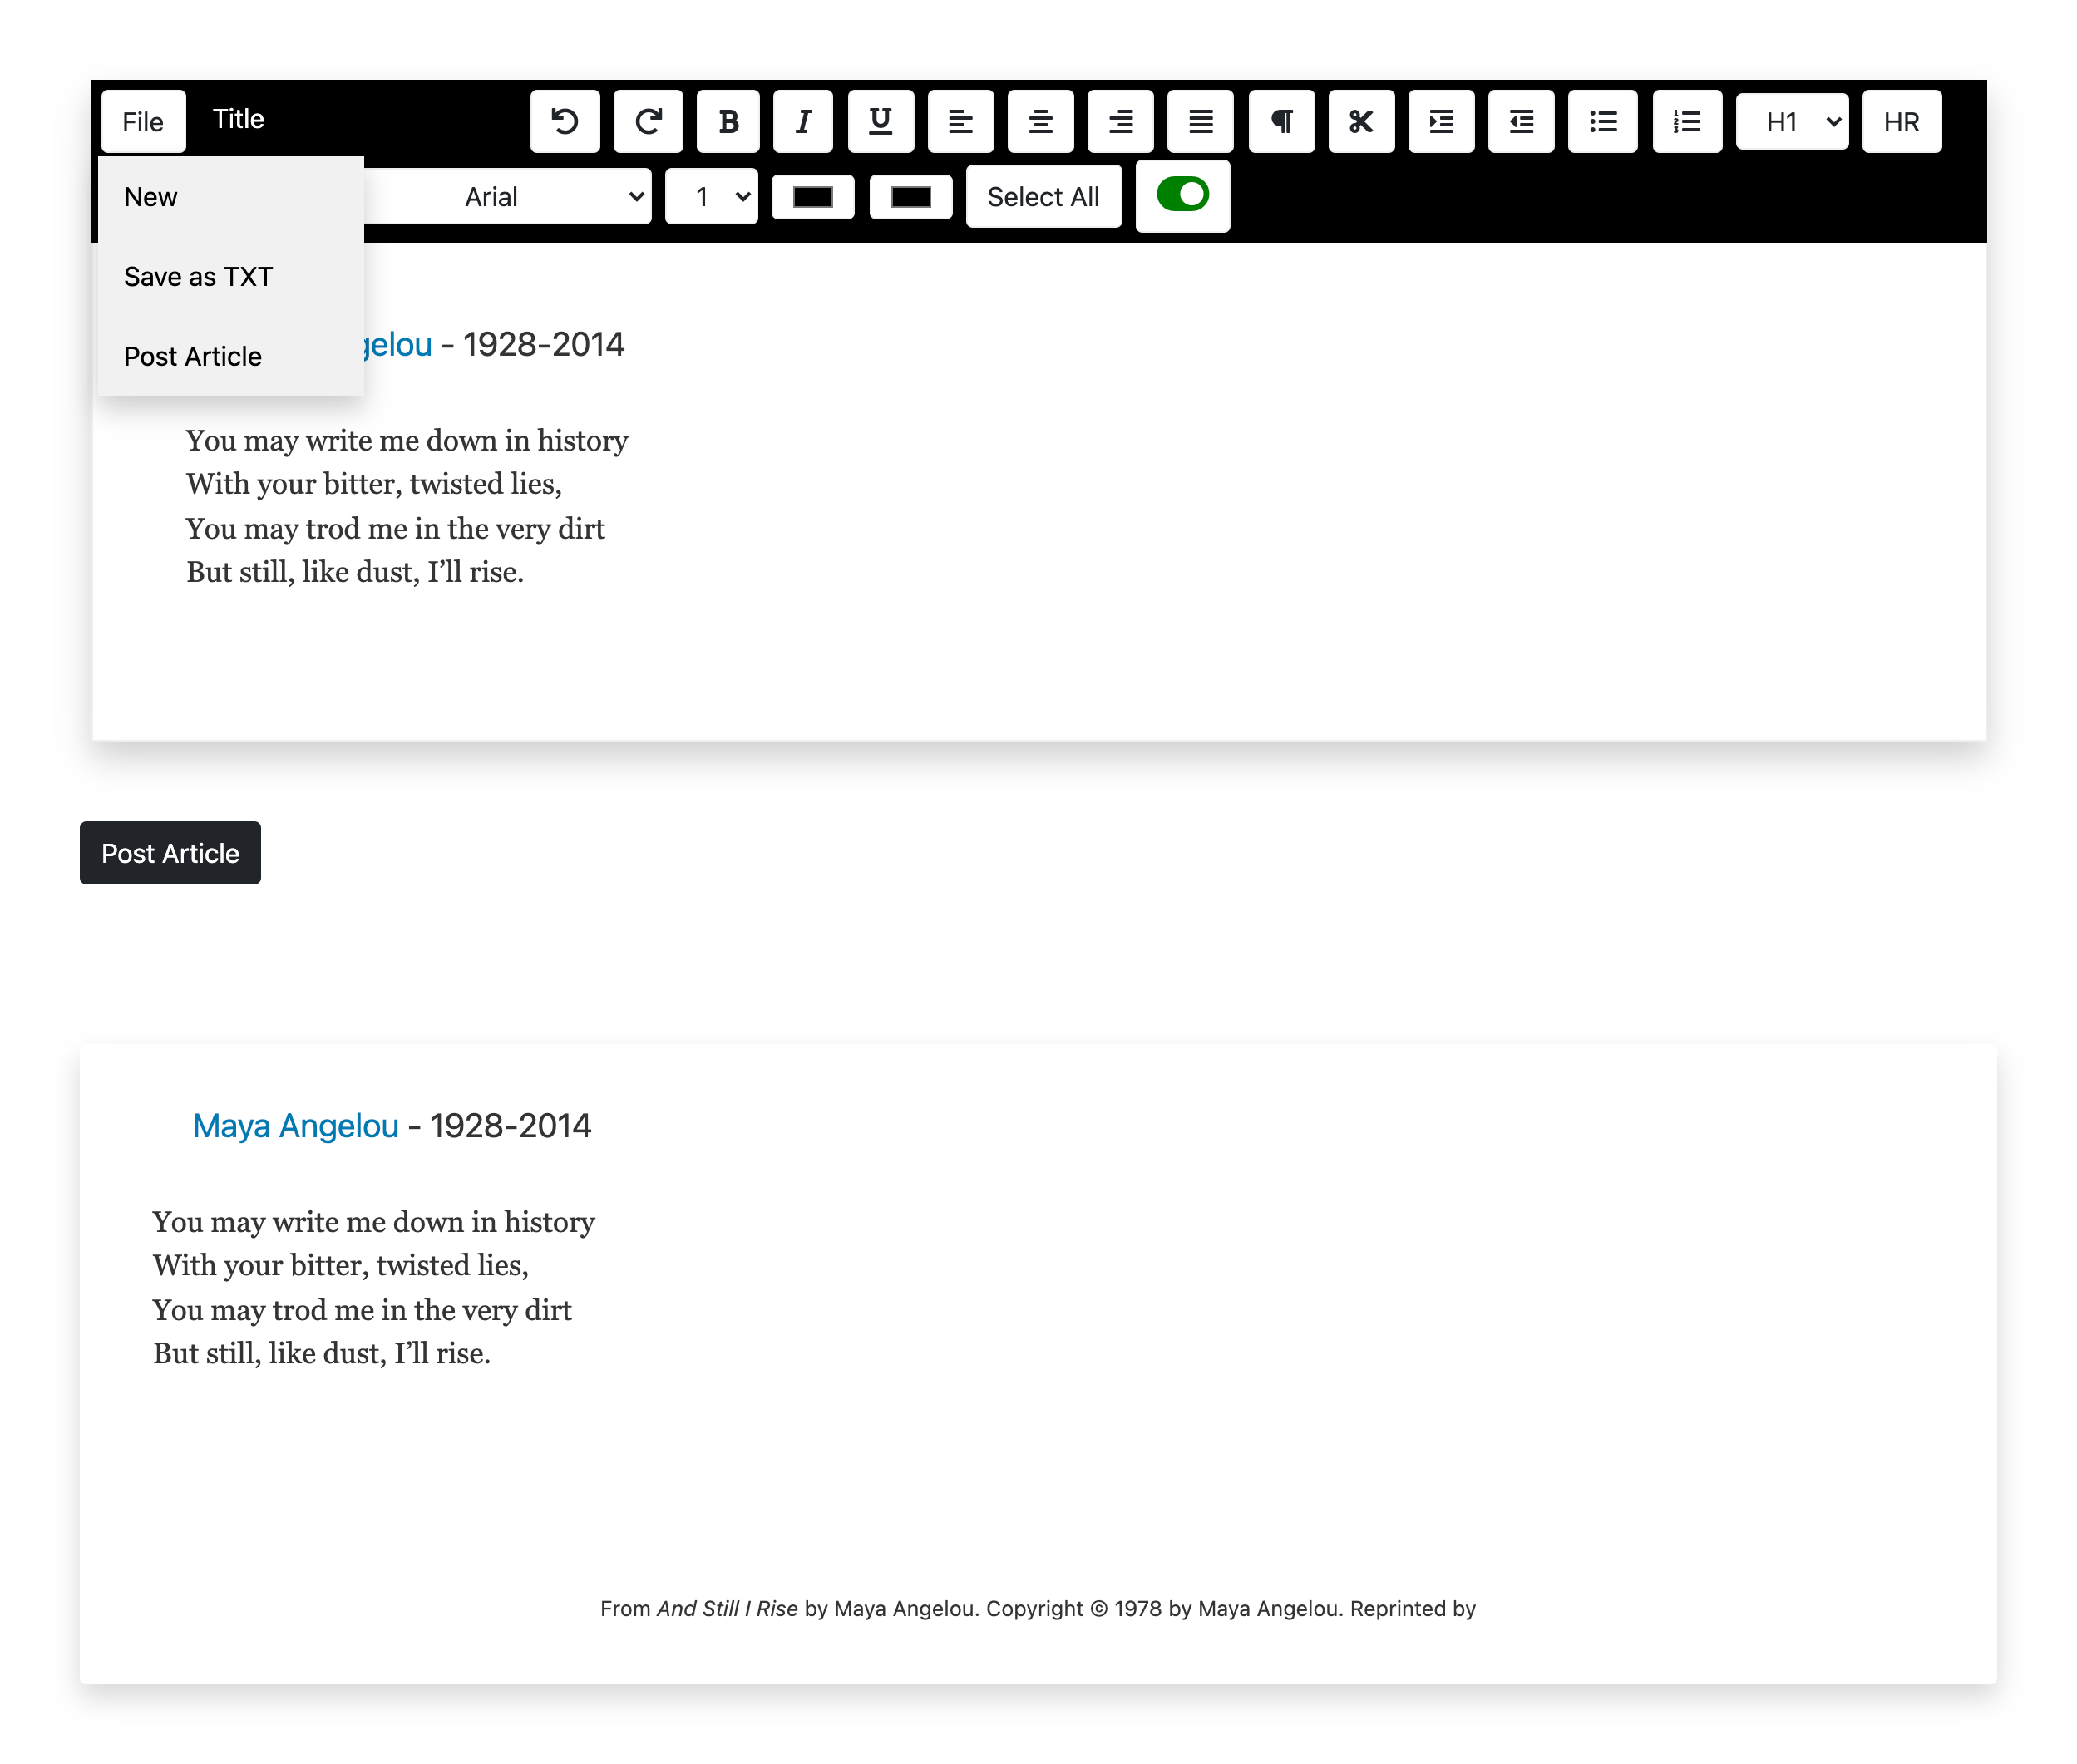 File Title H1 HR
New Arial 1 Select All
Save as TXT
gelou - 1928-2014
Post Article
You may write me down in history
With your bitter, twisted lies,
You may trod me in the very dirt
But still, like dust, I’ll rise.
Post Article
Maya Angelou - 1928-2014
You may write me down in history
With your bitter, twisted lies,
You may trod me in the very dirt
But still, like dust, I’ll rise.
From And Still I Rise by Maya Angelou. Copyright © 1978 by Maya Angelou. Reprinted by